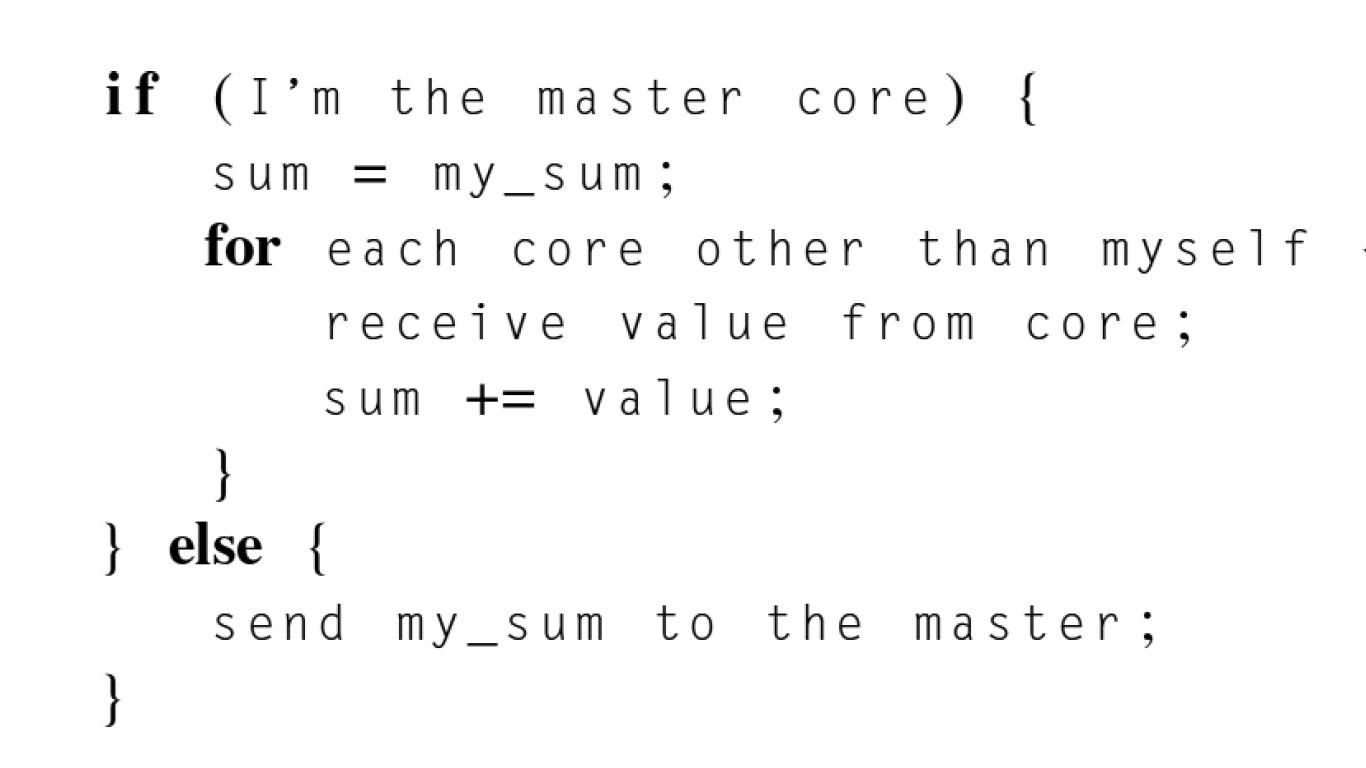 if (I'm the master core) {
sum = my_sum;
for each core other than myself
receive value from core;
sum += value;
}
} else {
send my_sum to the master;
}